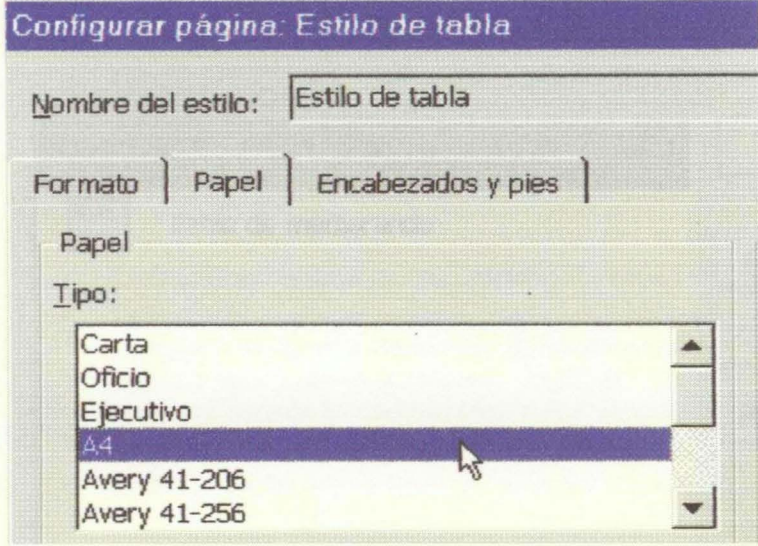 Configurar página: Estilo de tabla
Nombre del estilo: Estilo de tabla
Formato Papel Encabezados y pies
Papel
Tipo:
Carta
Oficio
Ejecutivo
A4
Avery 41-206
Avery 41-256